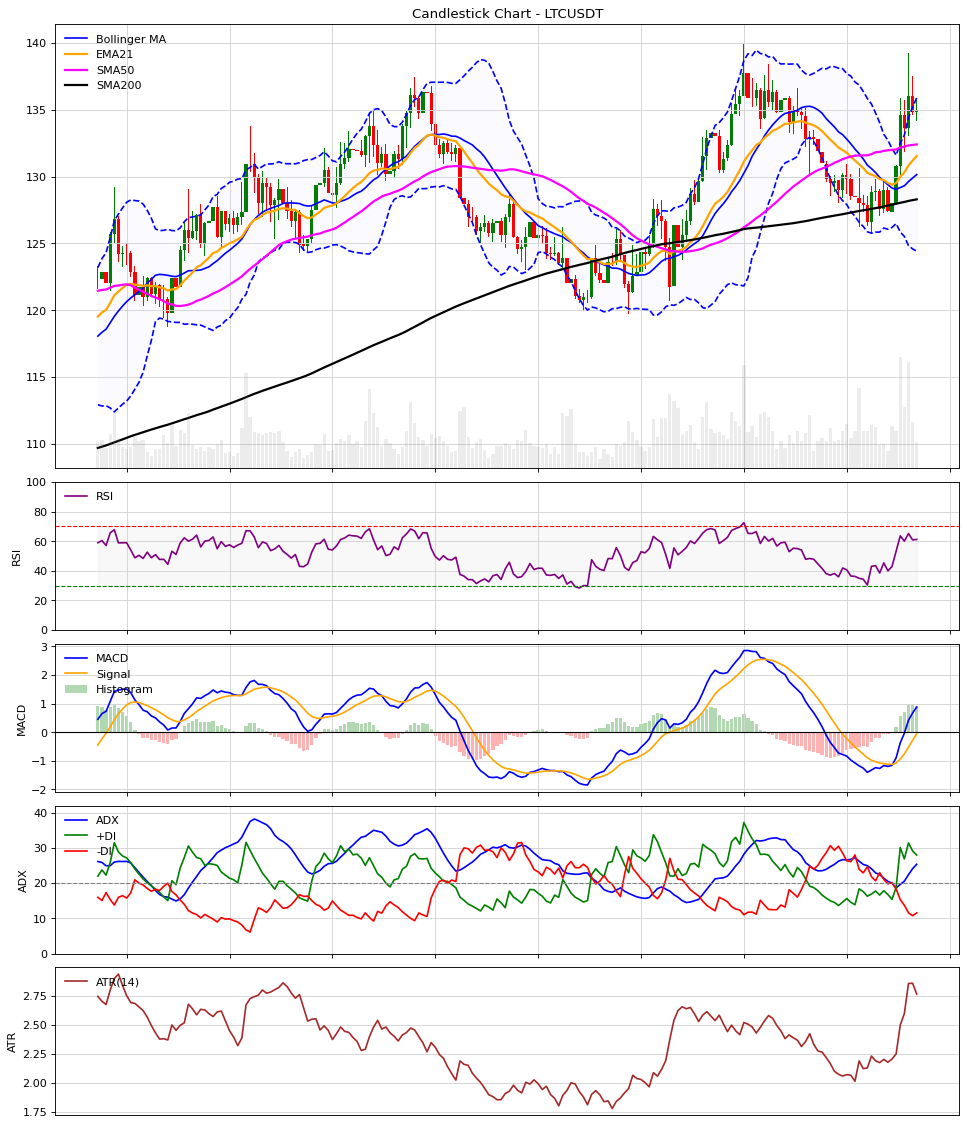 Candlestick Chart - LTCUSDT
Bollinger MA
EMA21
SMA50
SMA200
140
135
130
125
120
115
110
RSI
100
80
60
40
20
0
RSI
MACD
Signal
Histogram
3
2
1
0
−1
−2
MACD
ADX
+DI
-DI
40
30
20
10
0
ADX
ATR(14)
2.75
2.50
2.25
2.00
1.75
ATR